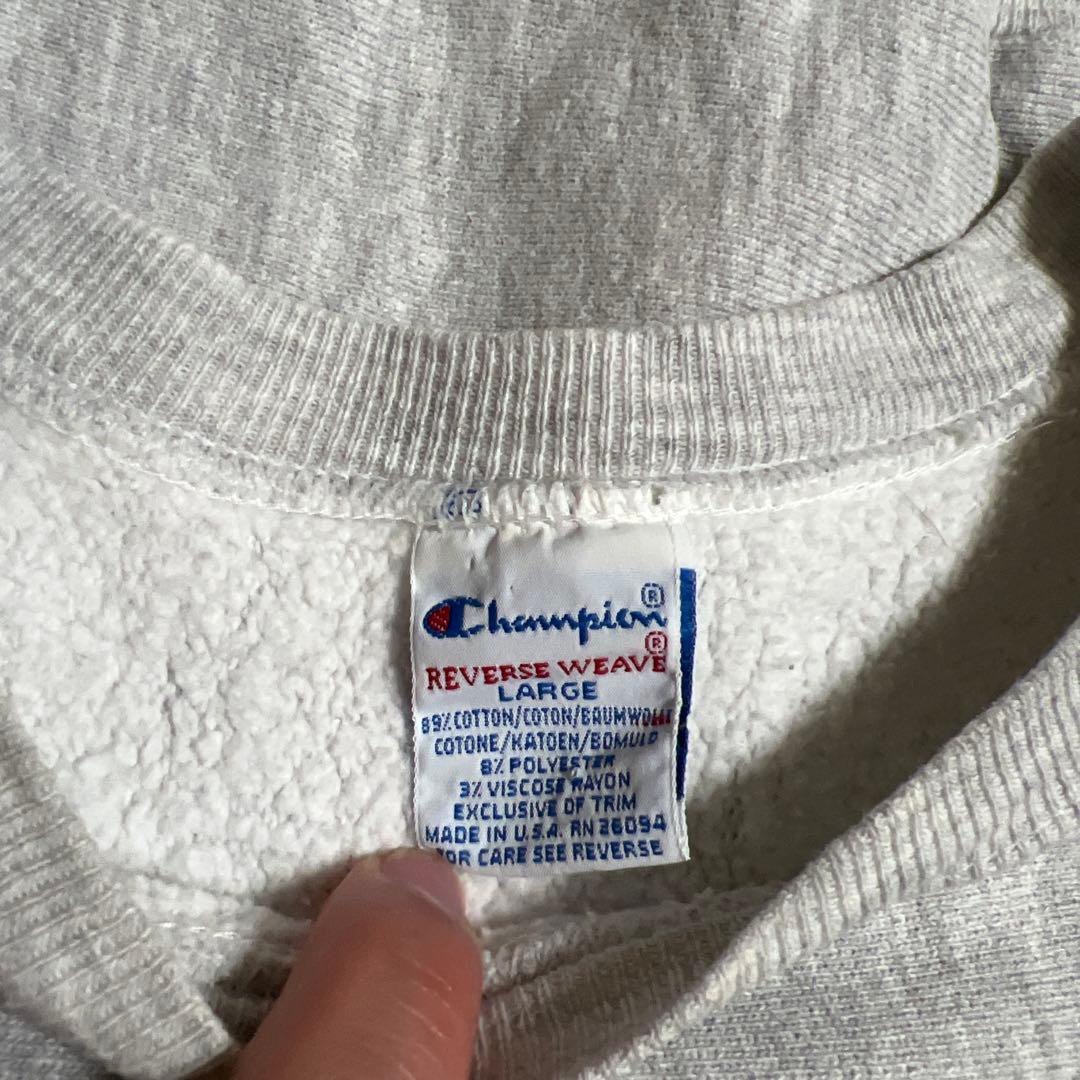 Champion®
REVERSE WEAVE®
LARGE
89% COTTON/COTON/BAUMWOLLE
COTONE/KATOEN/BOMULD
8% POLYESTER
3% VISCOSE RAYON
EXCLUSIVE OF TRIM
MADE IN U.S.A. RN 26094
FOR CARE SEE REVERSE